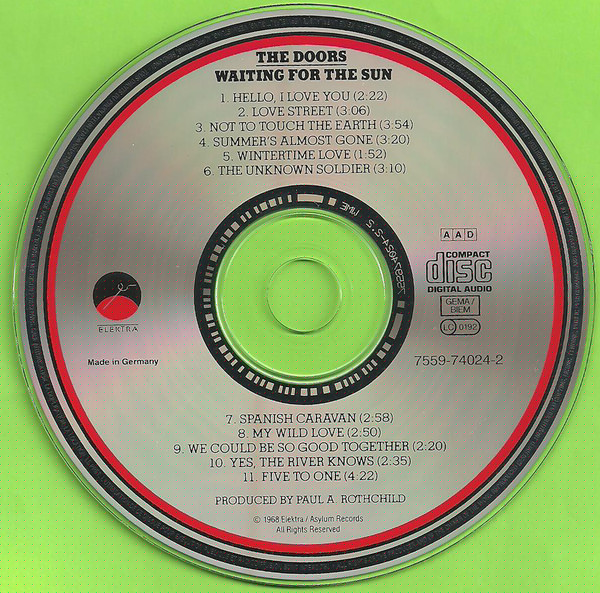 THE DOORS
WAITING FOR THE SUN
1. HELLO, I LOVE YOU (2:22)
2. LOVE STREET (3:06)
3. NOT TO TOUCH THE EARTH (3:54)
4. SUMMER'S ALMOST GONE (3:20)
5. WINTERTIME LOVE (1:52)
6. THE UNKNOWN SOLDIER (3:10)
AAD
COMPACT
disc
DIGITAL AUDIO
GEMA/
BIEM
LC 0192
ELEKTRA
Made in Germany
7559-74024-2
7. SPANISH CARAVAN (2:58)
8. MY WILD LOVE (2:50)
9. WE COULD BE SO GOOD TOGETHER (2:20)
10. YES, THE RIVER KNOWS (2:35)
11. FIVE TO ONE (4:22)
PRODUCED BY PAUL A. ROTHCHILD
© 1968 Elektra / Asylum Records
All Rights Reserved